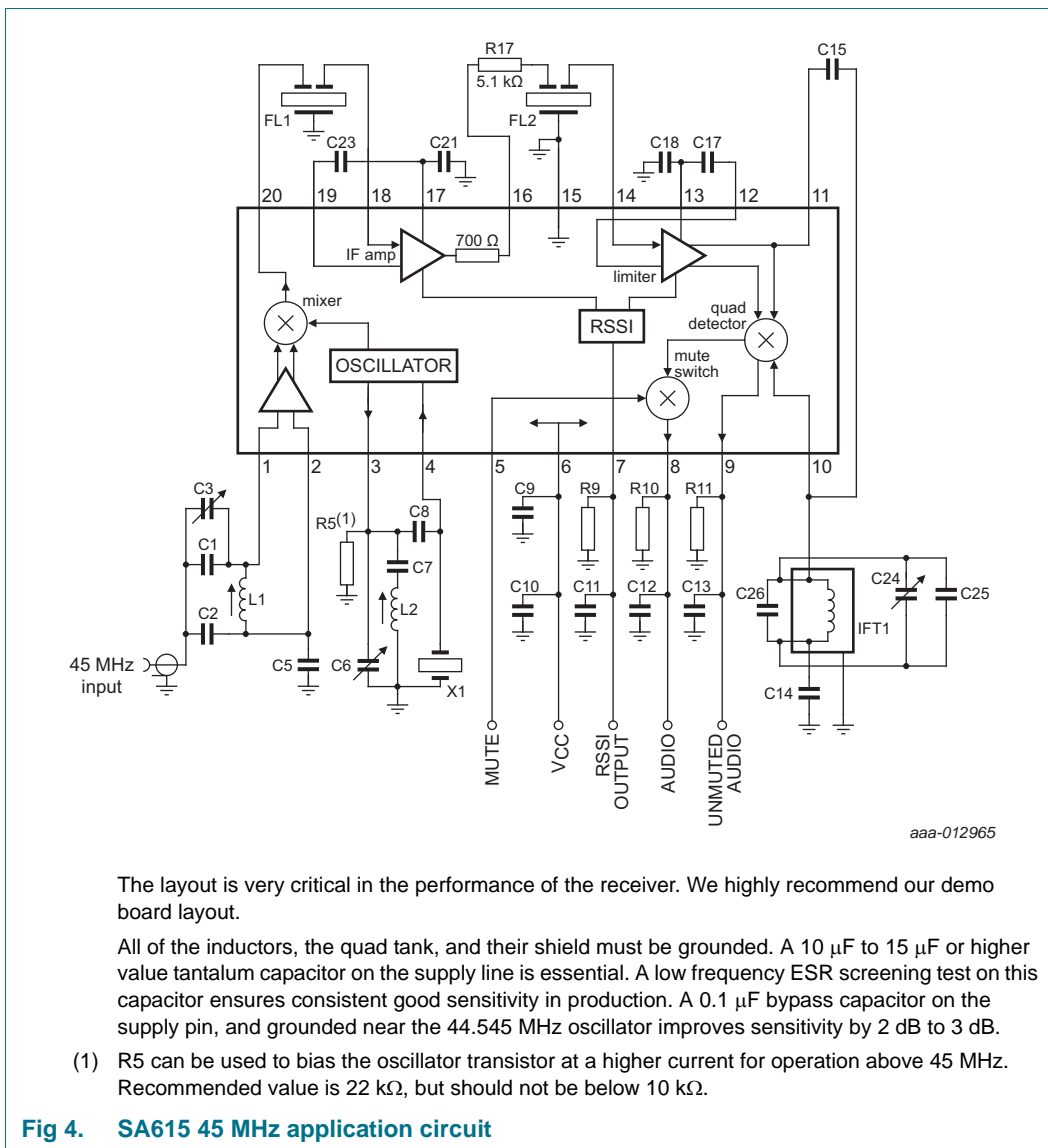 R17
C15
5.1 kΩ
FL1
FL2
C23
C21
C18
C17
20
19
18
17
16
15
14
13
12
11
700 Ω
IF amp
limiter
mixer
quad
detector
RSSI
OSCILLATOR
mute
switch
1
2
3
4
5
6
7
8
9
10
C3
R5(1)
C8
C9
R9
R10
R11
C1
C7
L1
L2
C10
C11
C12
C13
C26
C24
C25
IFT1
C2
45 MHz
input
C5
C6
X1
C14
MUTE
VCC
RSSI
OUTPUT
AUDIO
UNMUTED
AUDIO
aaa-012965
The layout is very critical in the performance of the receiver. We highly recommend our demo
board layout.
All of the inductors, the quad tank, and their shield must be grounded. A 10 μF to 15 μF or higher
value tantalum capacitor on the supply line is essential. A low frequency ESR screening test on this
capacitor ensures consistent good sensitivity in production. A 0.1 μF bypass capacitor on the
supply pin, and grounded near the 44.545 MHz oscillator improves sensitivity by 2 dB to 3 dB.
(1) R5 can be used to bias the oscillator transistor at a higher current for operation above 45 MHz.
Recommended value is 22 kΩ, but should not be below 10 kΩ.
Fig 4. SA615 45 MHz application circuit